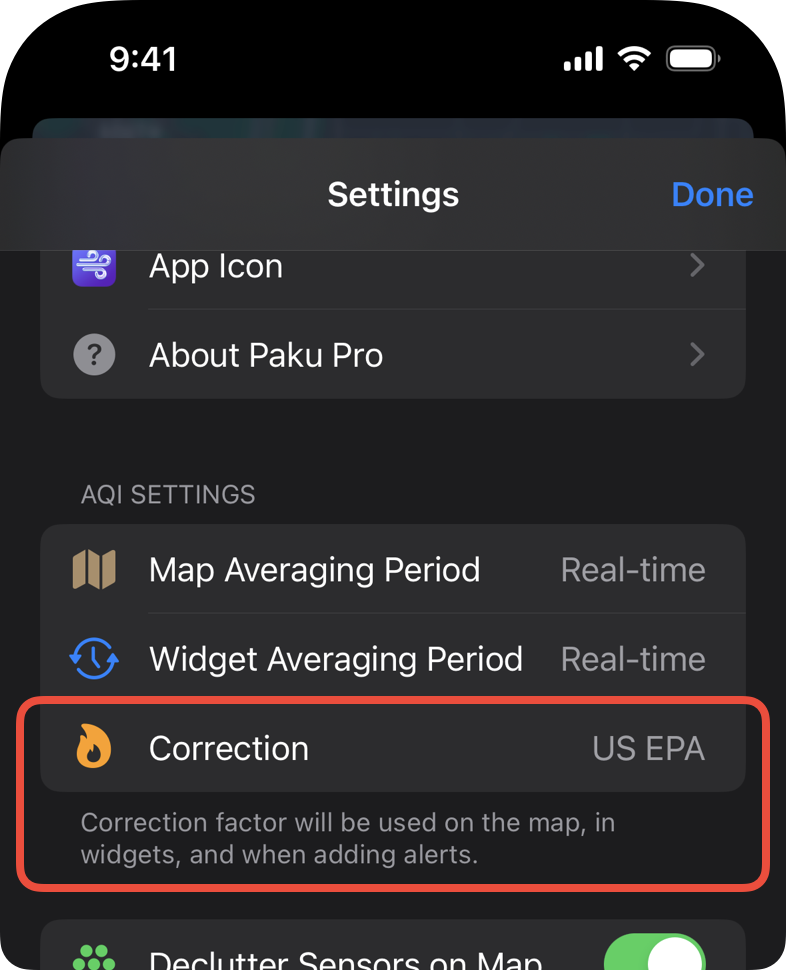 9:41
Settings
Done
App Icon
?
About Paku Pro
AQI SETTINGS
Map Averaging Period
Real-time
Widget Averaging Period
Real-time
Correction
US EPA
Correction factor will be used on the map, in
widgets, and when adding alerts.
Declutter Sensors on Map